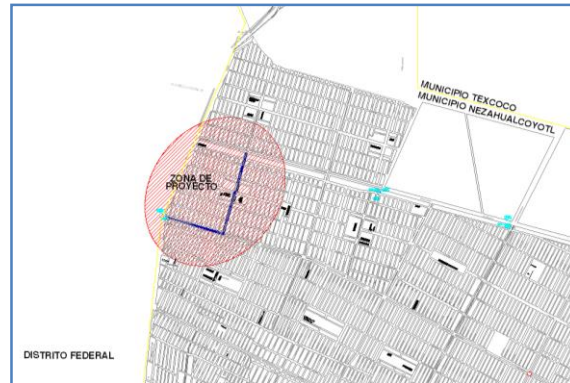 MUNICIPIO TEXCOCO
MUNICIPIO NEZAHUALCOYOTL
ZONA DE
PROYECTO
DISTRITO FEDERAL